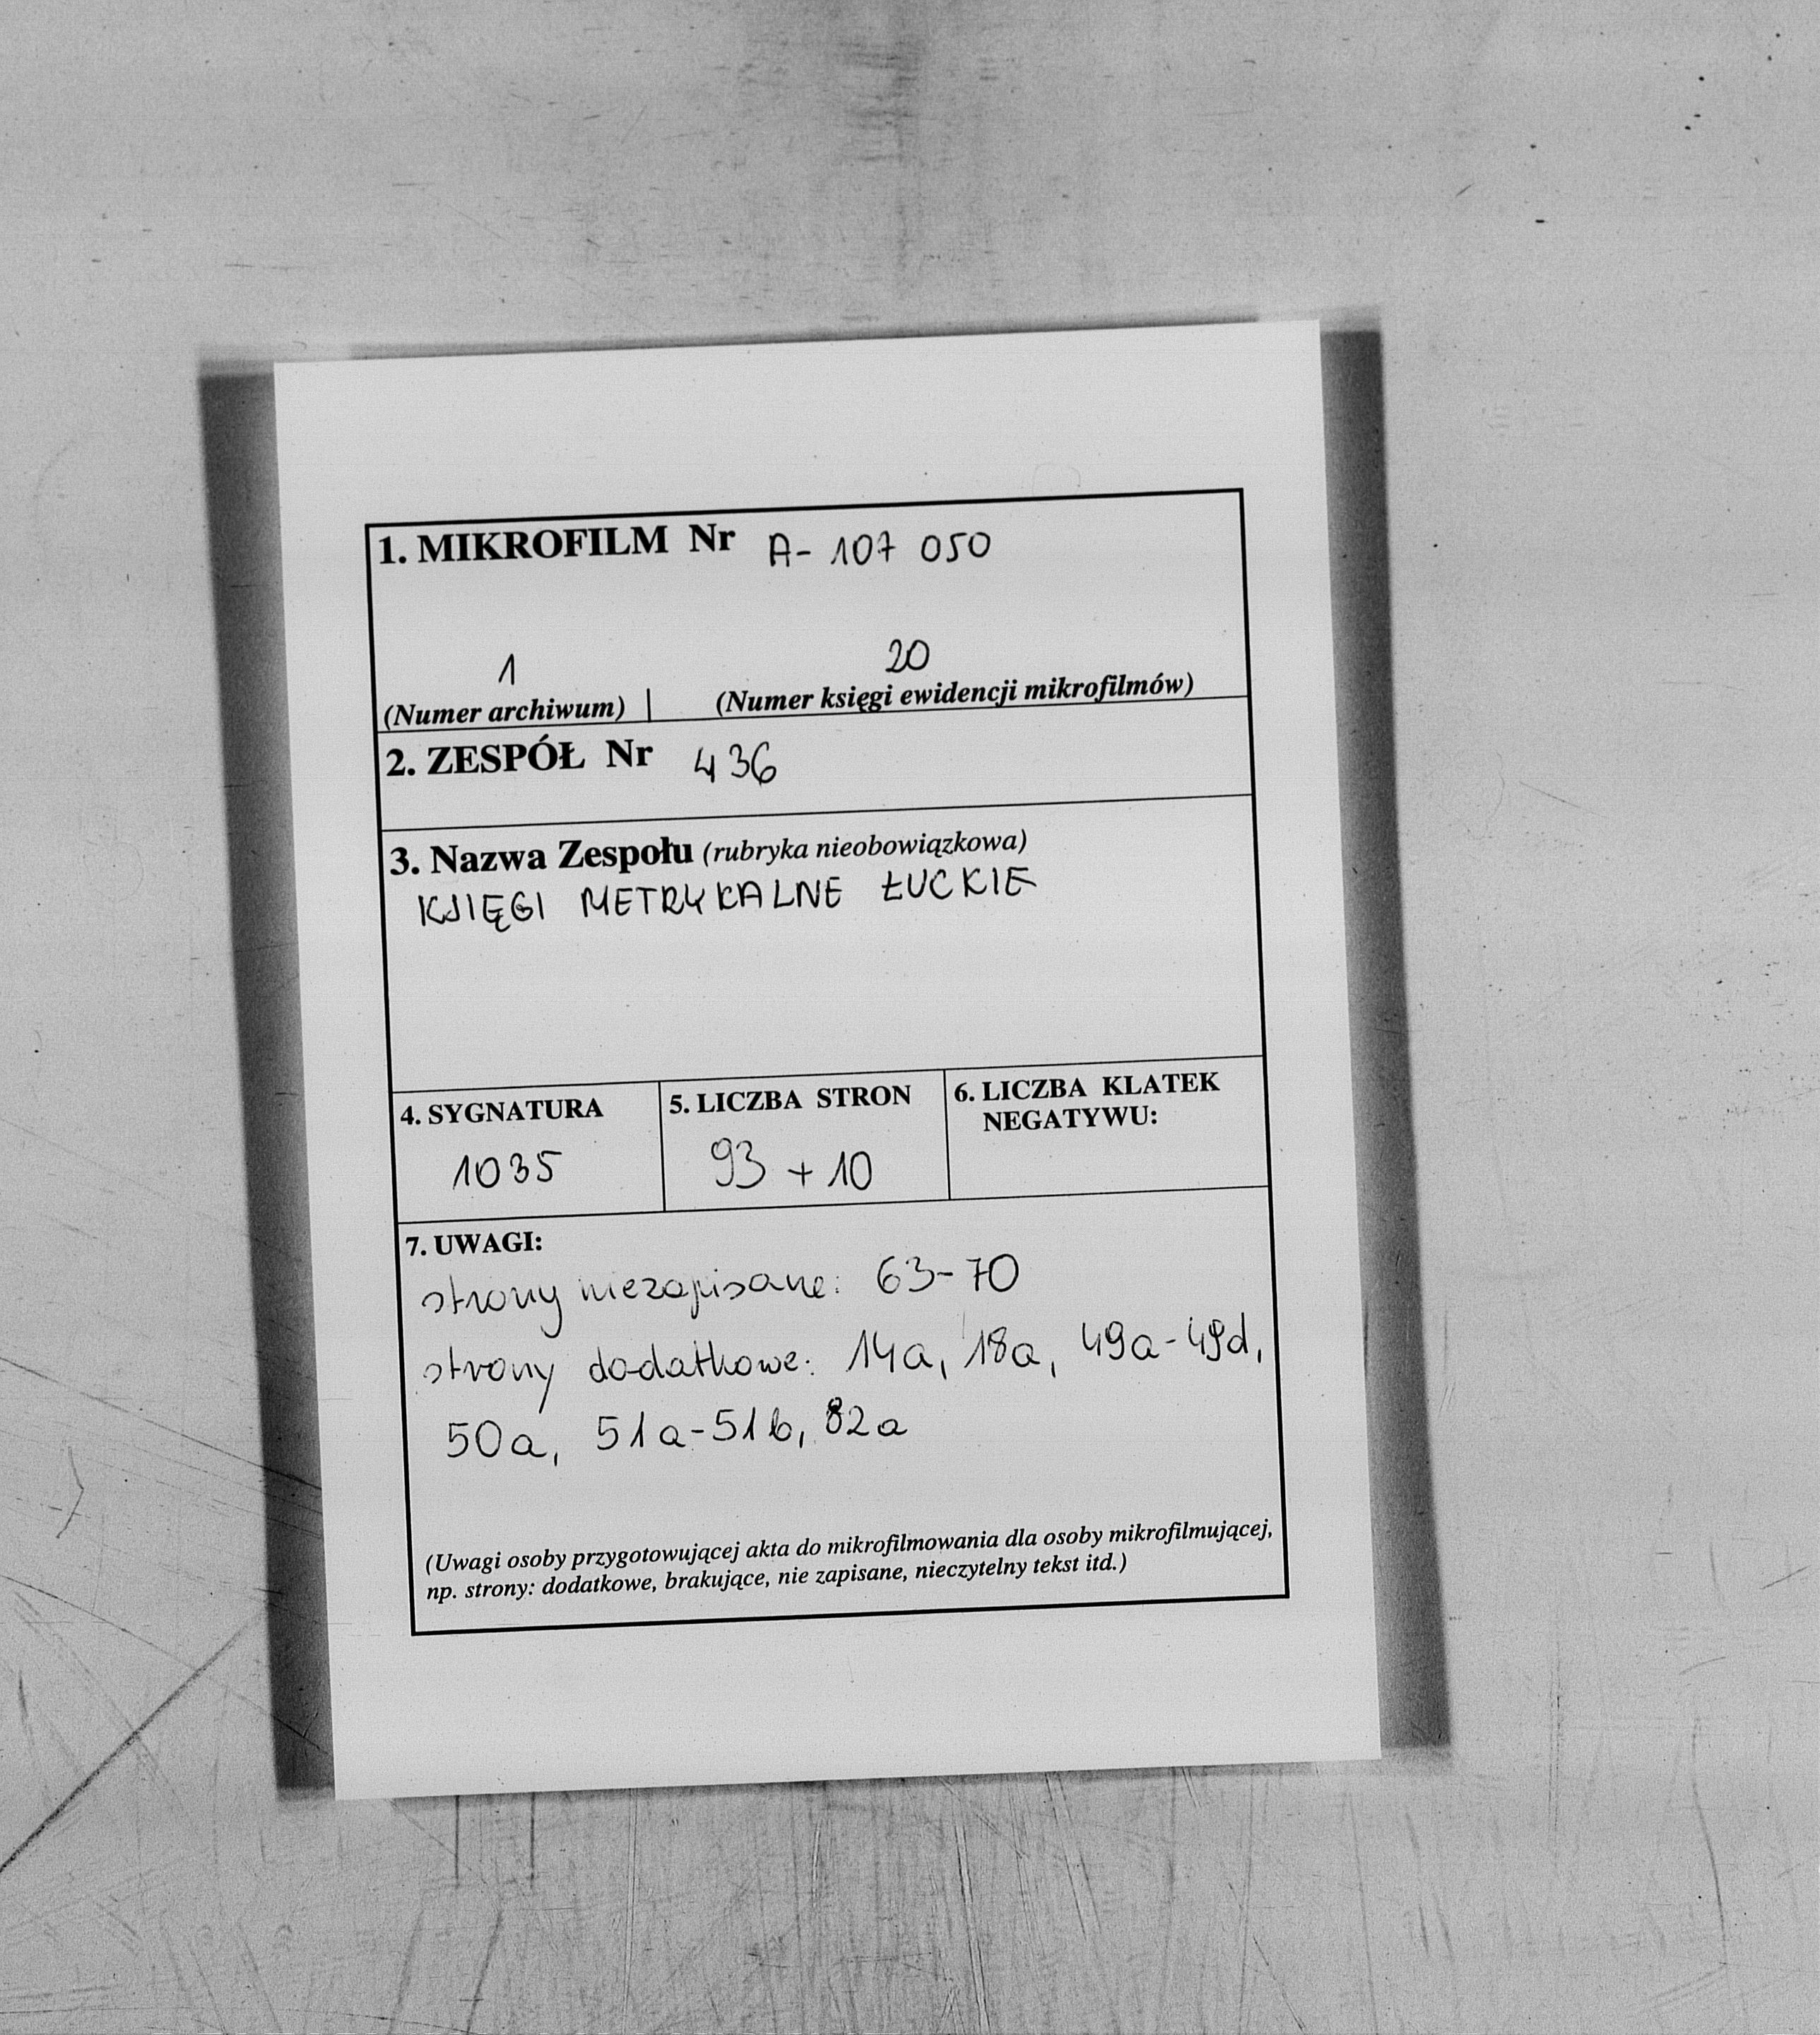 1. MIKROFILM Nr A- 107 050
1 20
(Numer archiwum) | (Numer księgi ewidencji mikrofilmów)
2. ZESPÓŁ Nr 436
3. Nazwa Zespołu (rubryka nieobowiązkowa)
KSIĘGI METRYKALNE ŁUCKIE
4. SYGNATURA
1035
5. LICZBA STRON
93 + 10
6. LICZBA KLATEK
NEGATYWU:
7. UWAGI:
strony niezapisane: 63-70
strony dodatkowe: 14a, 18a, 49a-49d,
50a, 51a-51b, 82a
(Uwagi osoby przygotowującej akta do mikrofilmowania dla osoby mikrofilmującej,
np. strony: dodatkowe, brakujące, nie zapisane, nieczytelny tekst itd.)